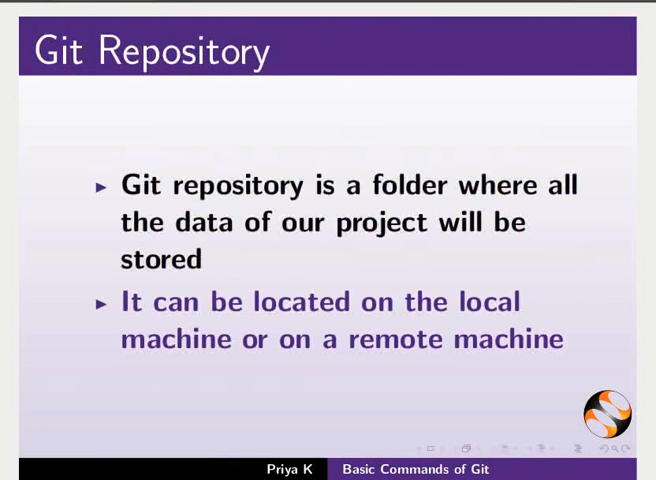 Git Repository
Git repository is a folder where all
the data of our project will be
stored
It can be located on the local
machine or on a remote machine
Priya K Basic Commands of Git